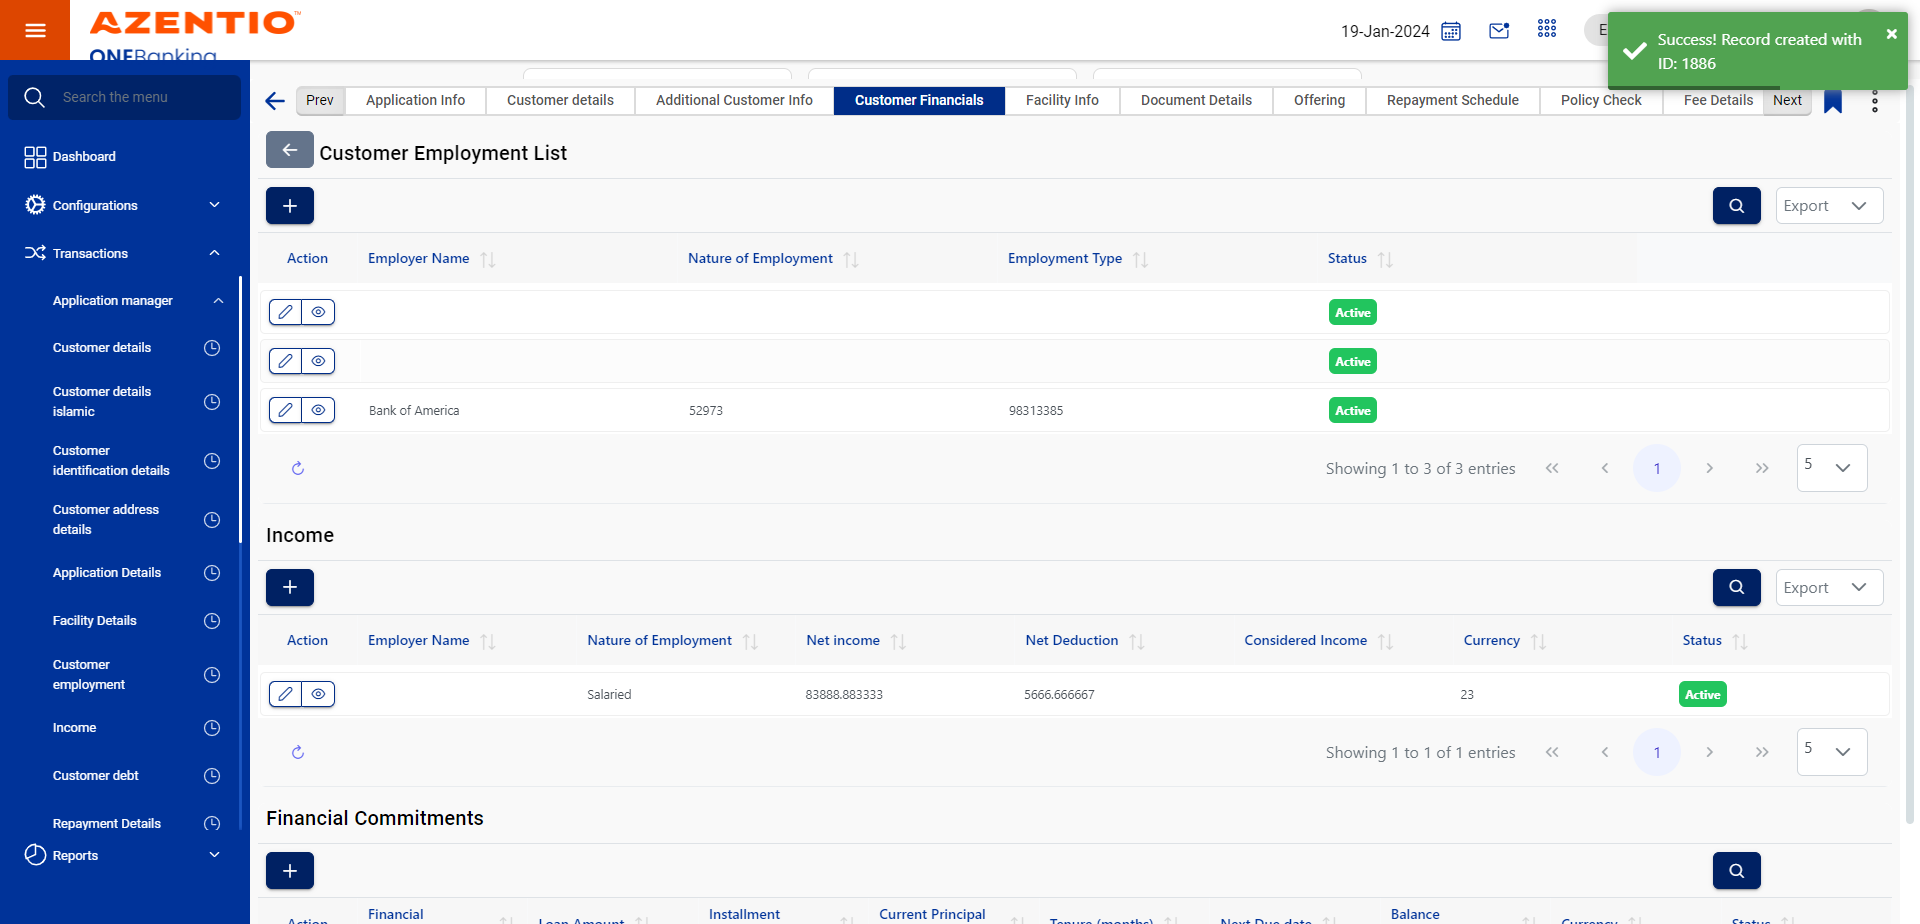 AZENTIO™
ONEBanking
19-Jan-2024
E
Success! Record created with
ID: 1886
Search the menu
Dashboard
Configurations
Transactions
Application manager
Customer details
Customer details
islamic
Customer
identification details
Customer address
details
Application Details
Facility Details
Customer
employment
Income
Customer debt
Repayment Details
Reports
Prev
Application Info
Customer details
Additional Customer Info
Customer Financials
Facility Info
Document Details
Offering
Repayment Schedule
Policy Check
Fee Details
Next
Customer Employment List
Export
Action Employer Name Nature of Employment Employment Type Status
Active
Active
Bank of America 52973 98313385 Active
Showing 1 to 3 of 3 entries 1 5
Income
Export
Action Employer Name Nature of Employment Net income Net Deduction Considered Income Currency Status
Salaried 83888.883333 5666.666667 23 Active
Showing 1 to 1 of 1 entries 1 5
Financial Commitments
Action Financial Loan Amount Installment Current Principal Tenure (months) Next Due date Balance Currency Status